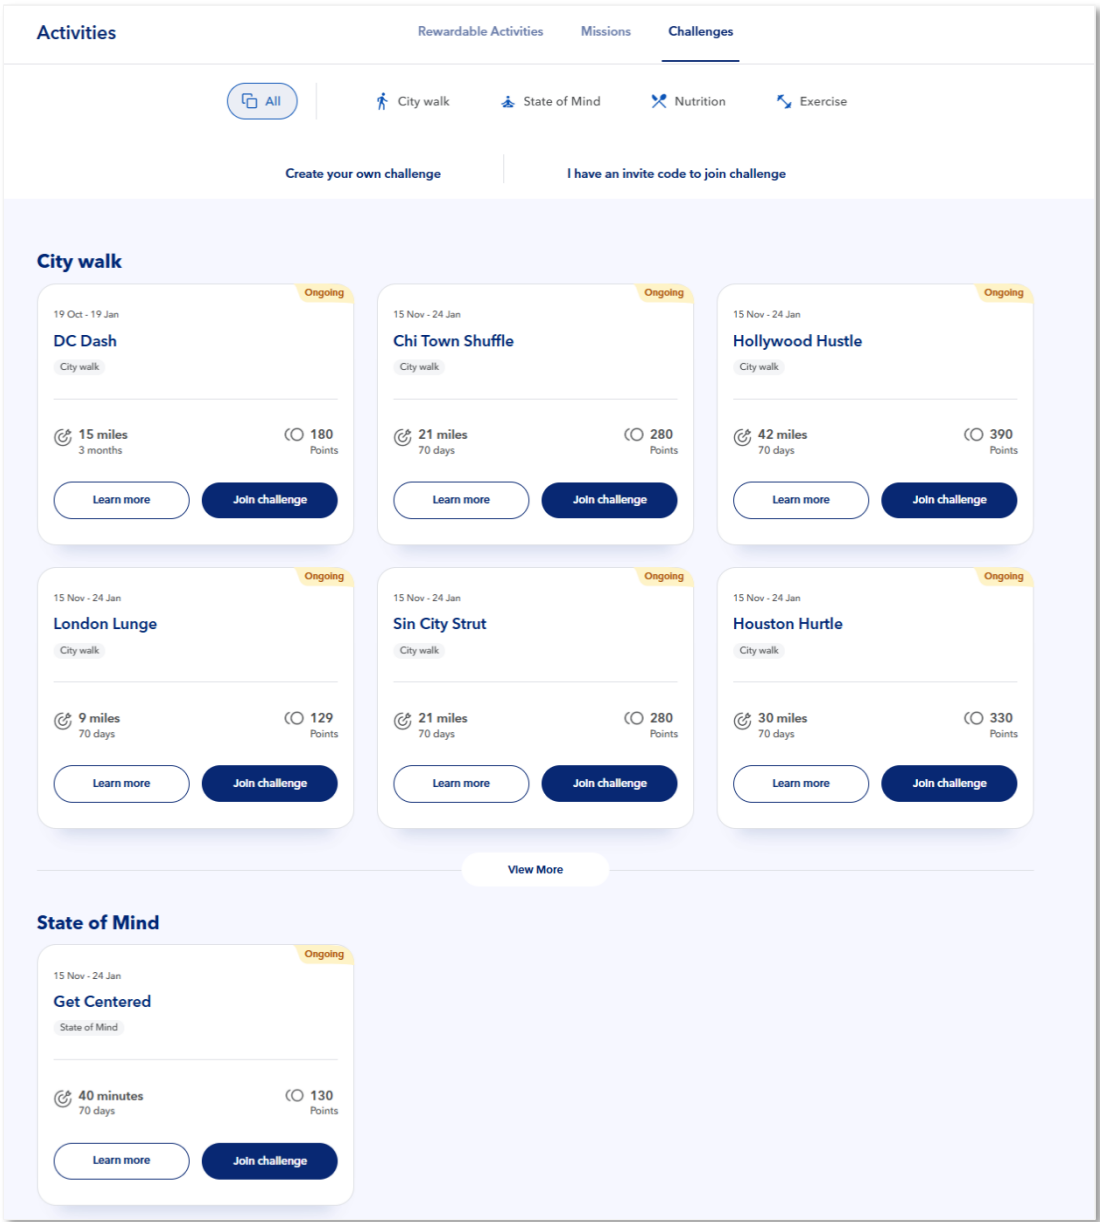 Activities
Rewardable Activities Missions Challenges
All City walk State of Mind Nutrition Exercise
Create your own challenge I have an invite code to join challenge
City walk
Ongoing
19 Oct - 19 Jan
DC Dash
City walk
15 miles 180
3 months Points
Learn more Join challenge
Ongoing
15 Nov - 24 Jan
Chi Town Shuffle
City walk
21 miles 280
70 days Points
Learn more Join challenge
Ongoing
15 Nov - 24 Jan
Hollywood Hustle
City walk
42 miles 390
70 days Points
Learn more Join challenge
Ongoing
15 Nov - 24 Jan
London Lunge
City walk
9 miles 129
70 days Points
Learn more Join challenge
Ongoing
15 Nov - 24 Jan
Sin City Strut
City walk
21 miles 280
70 days Points
Learn more Join challenge
Ongoing
15 Nov - 24 Jan
Houston Hurtle
City walk
30 miles 330
70 days Points
Learn more Join challenge
View More
State of Mind
Ongoing
15 Nov - 24 Jan
Get Centered
State of Mind
40 minutes 130
70 days Points
Learn more Join challenge